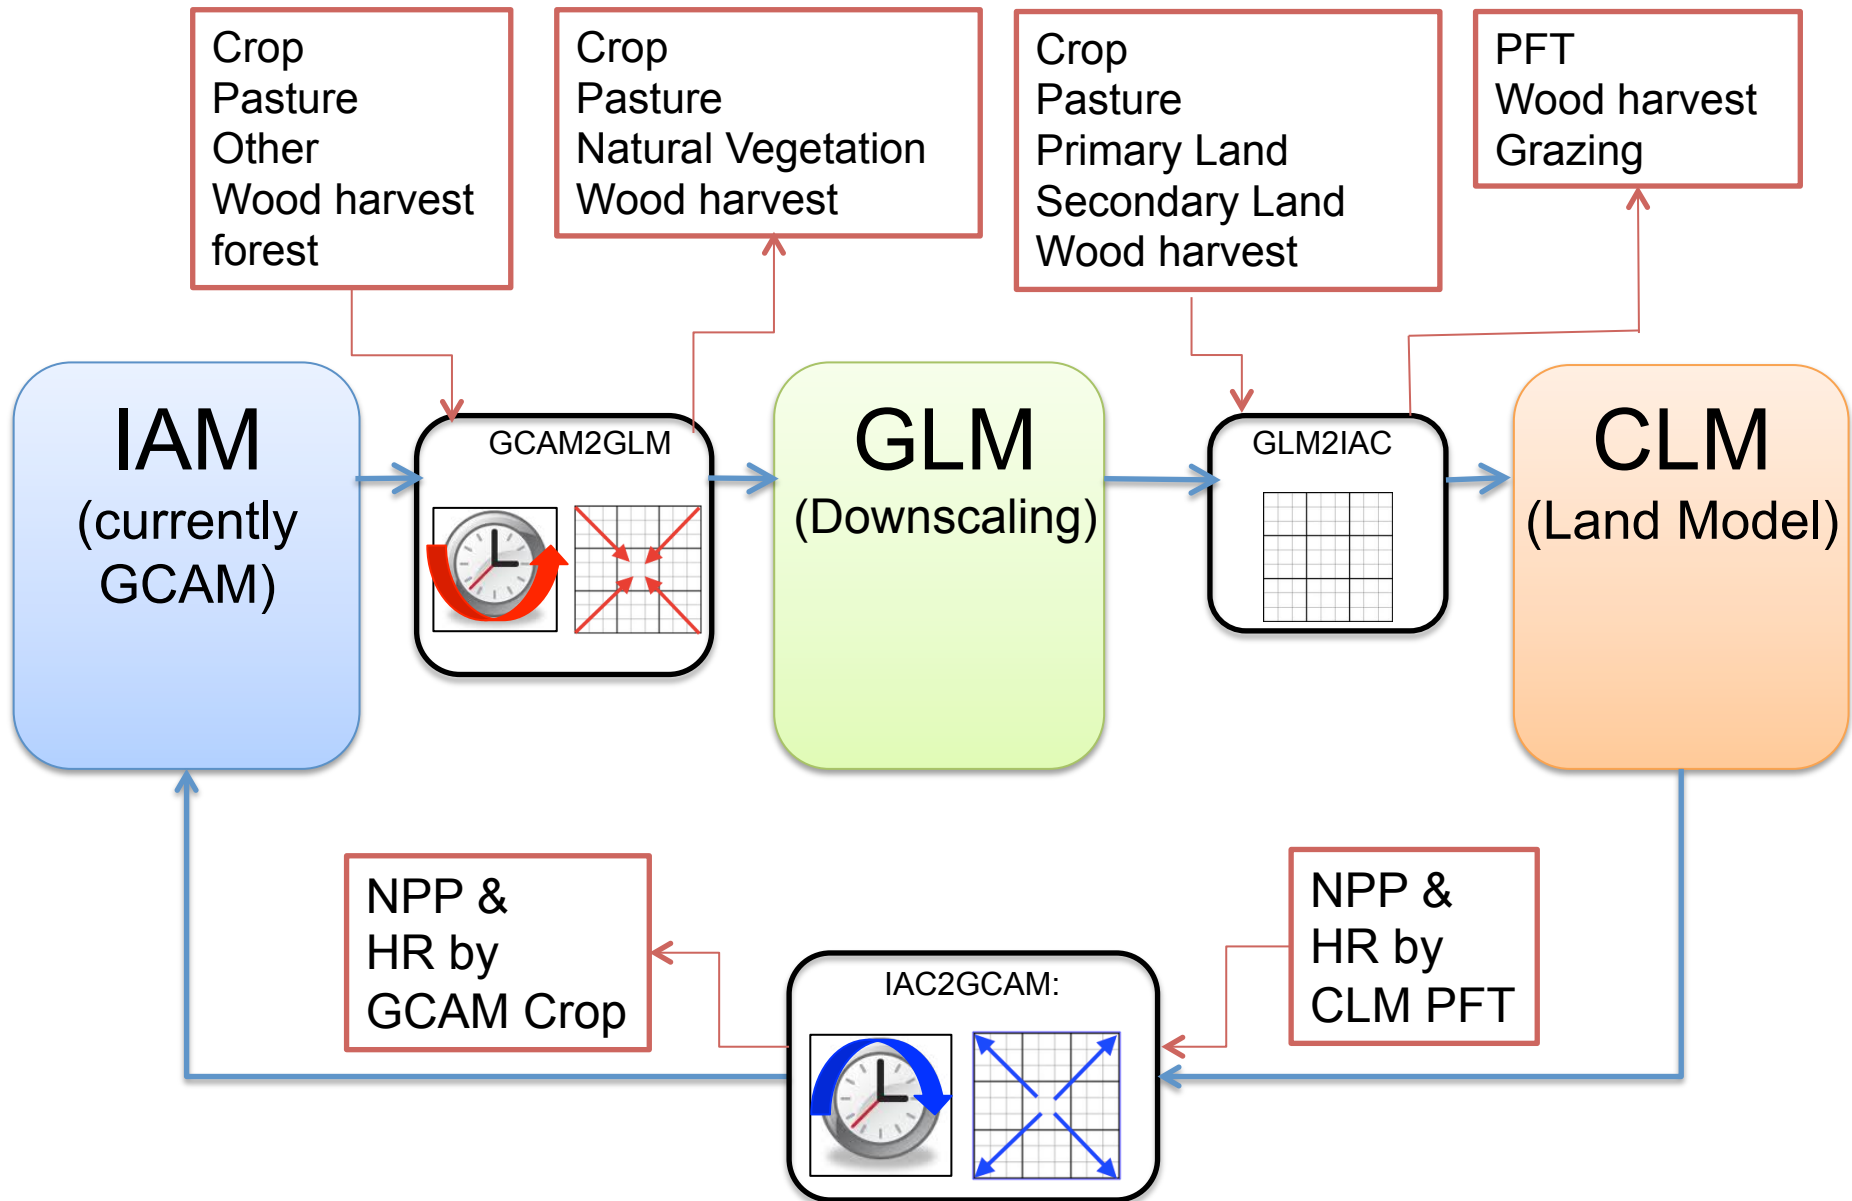 Crop
Pasture
Other
Wood harvest
forest
Crop
Pasture
Natural Vegetation
Wood harvest
Crop
Pasture
Primary Land
Secondary Land
Wood harvest
PFT
Wood harvest
Grazing
IAM
(currently
GCAM)
GCAM2GLM
GLM
(Downscaling)
GLM2IAC
CLM
(Land Model)
NPP &
HR by
GCAM Crop
IAC2GCAM:
NPP &
HR by
CLM PFT